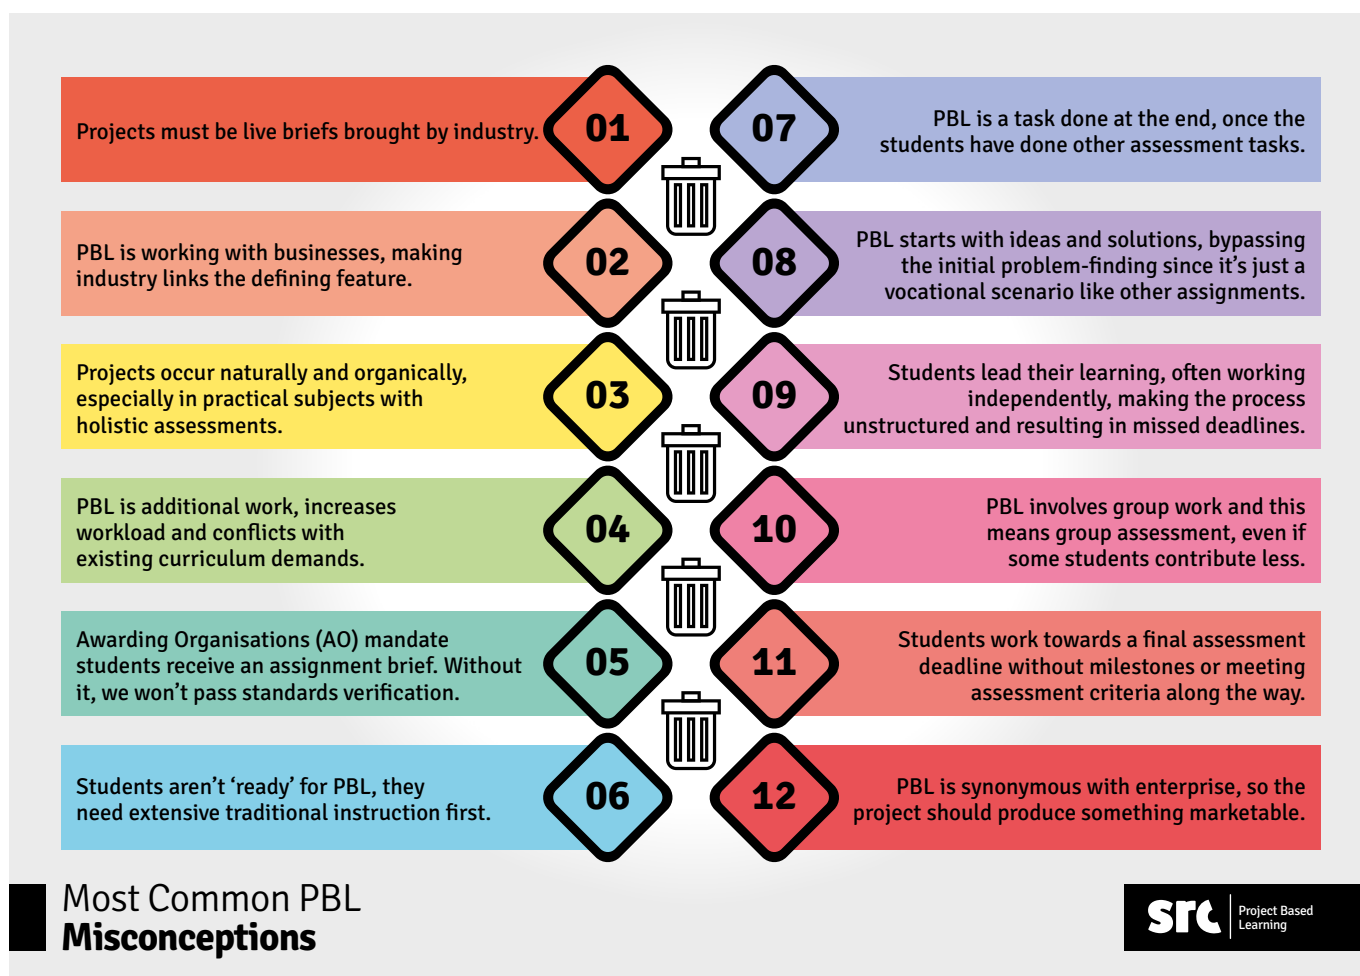 Projects must be live briefs brought by industry.
01
PBL is working with businesses, making
industry links the defining feature.
02
Projects occur naturally and organically,
especially in practical subjects with
holistic assessments.
03
PBL is additional work, increases
workload and conflicts with
existing curriculum demands.
04
Awarding Organisations (AO) mandate
students receive an assignment brief. Without
it, we won’t pass standards verification.
05
Students aren’t ‘ready’ for PBL, they
need extensive traditional instruction first.
06
07
PBL is a task done at the end, once the
students have done other assessment tasks.
08
PBL starts with ideas and solutions, bypassing
the initial problem-finding since it’s just a
vocational scenario like other assignments.
09
Students lead their learning, often working
independently, making the process
unstructured and resulting in missed deadlines.
10
PBL involves group work and this
means group assessment, even if
some students contribute less.
11
Students work towards a final assessment
deadline without milestones or meeting
assessment criteria along the way.
12
PBL is synonymous with enterprise, so the
project should produce something marketable.
Most Common PBL
Misconceptions
src
Project Based
Learning